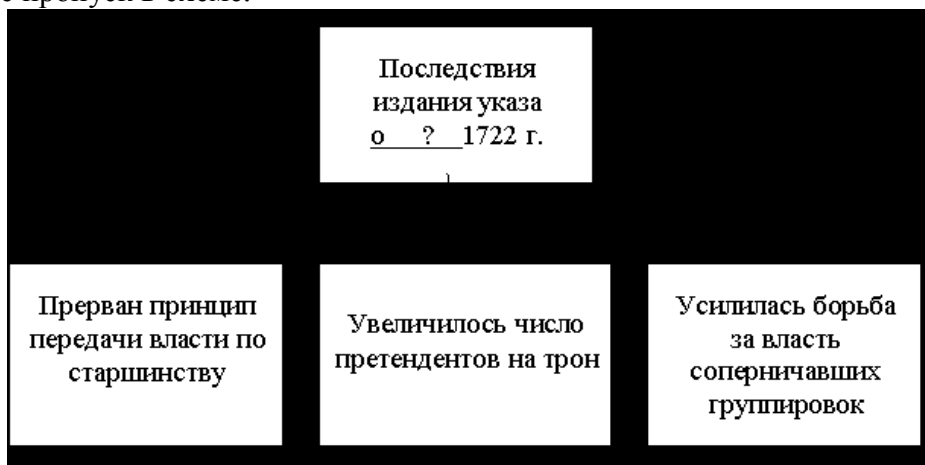 Последствия
издания указа
о ? 1722 г.
Прерван принцип
передачи власти по
старшинству
Увеличилось число
претендентов на трон
Усилилась борьба
за власть
соперничавших
группировок